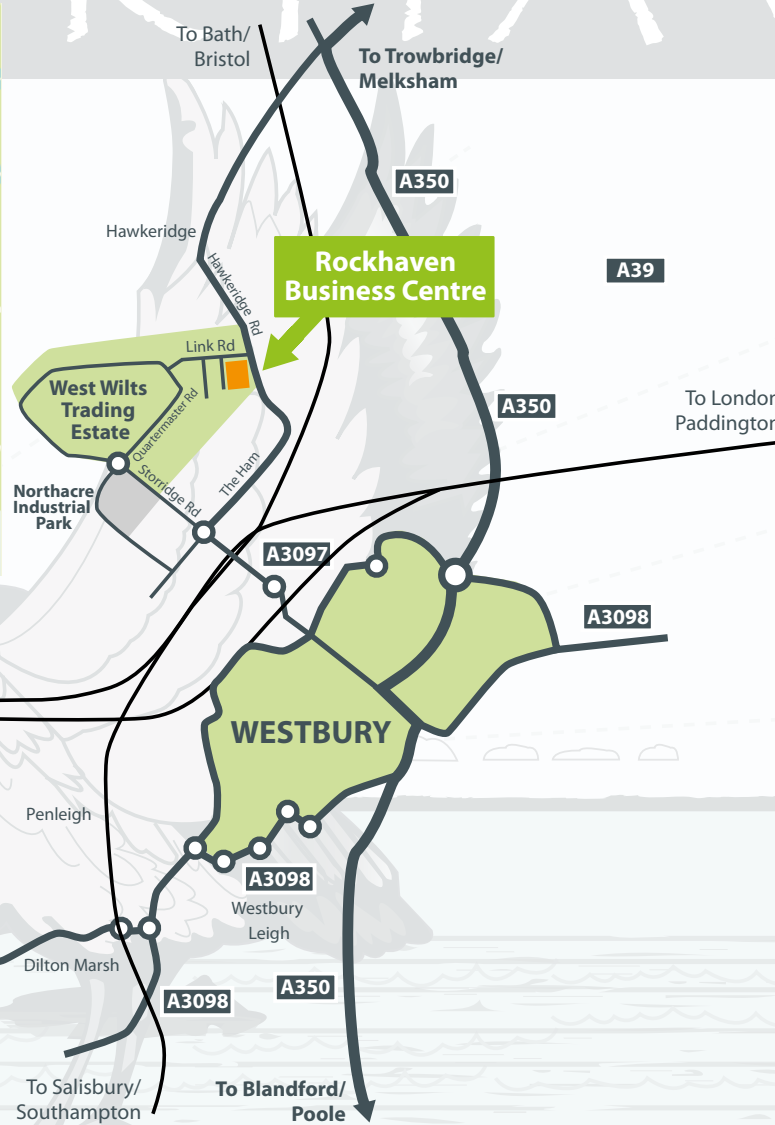 To Bath/
Bristol
To Trowbridge/
Melksham
A350
Hawkeridge
Hawkeridge Rd
Rockhaven
Business Centre
A39
Link Rd
West Wilts
Trading
Estate
Quartermaster Rd
A350
To London
Paddington
Storridge Rd
The Ham
Northacre
Industrial
Park
A3097
A3098
WESTBURY
Penleigh
A3098
Westbury
Leigh
Dilton Marsh
A350
A3098
To Salisbury/
Southampton
To Blandford/
Poole